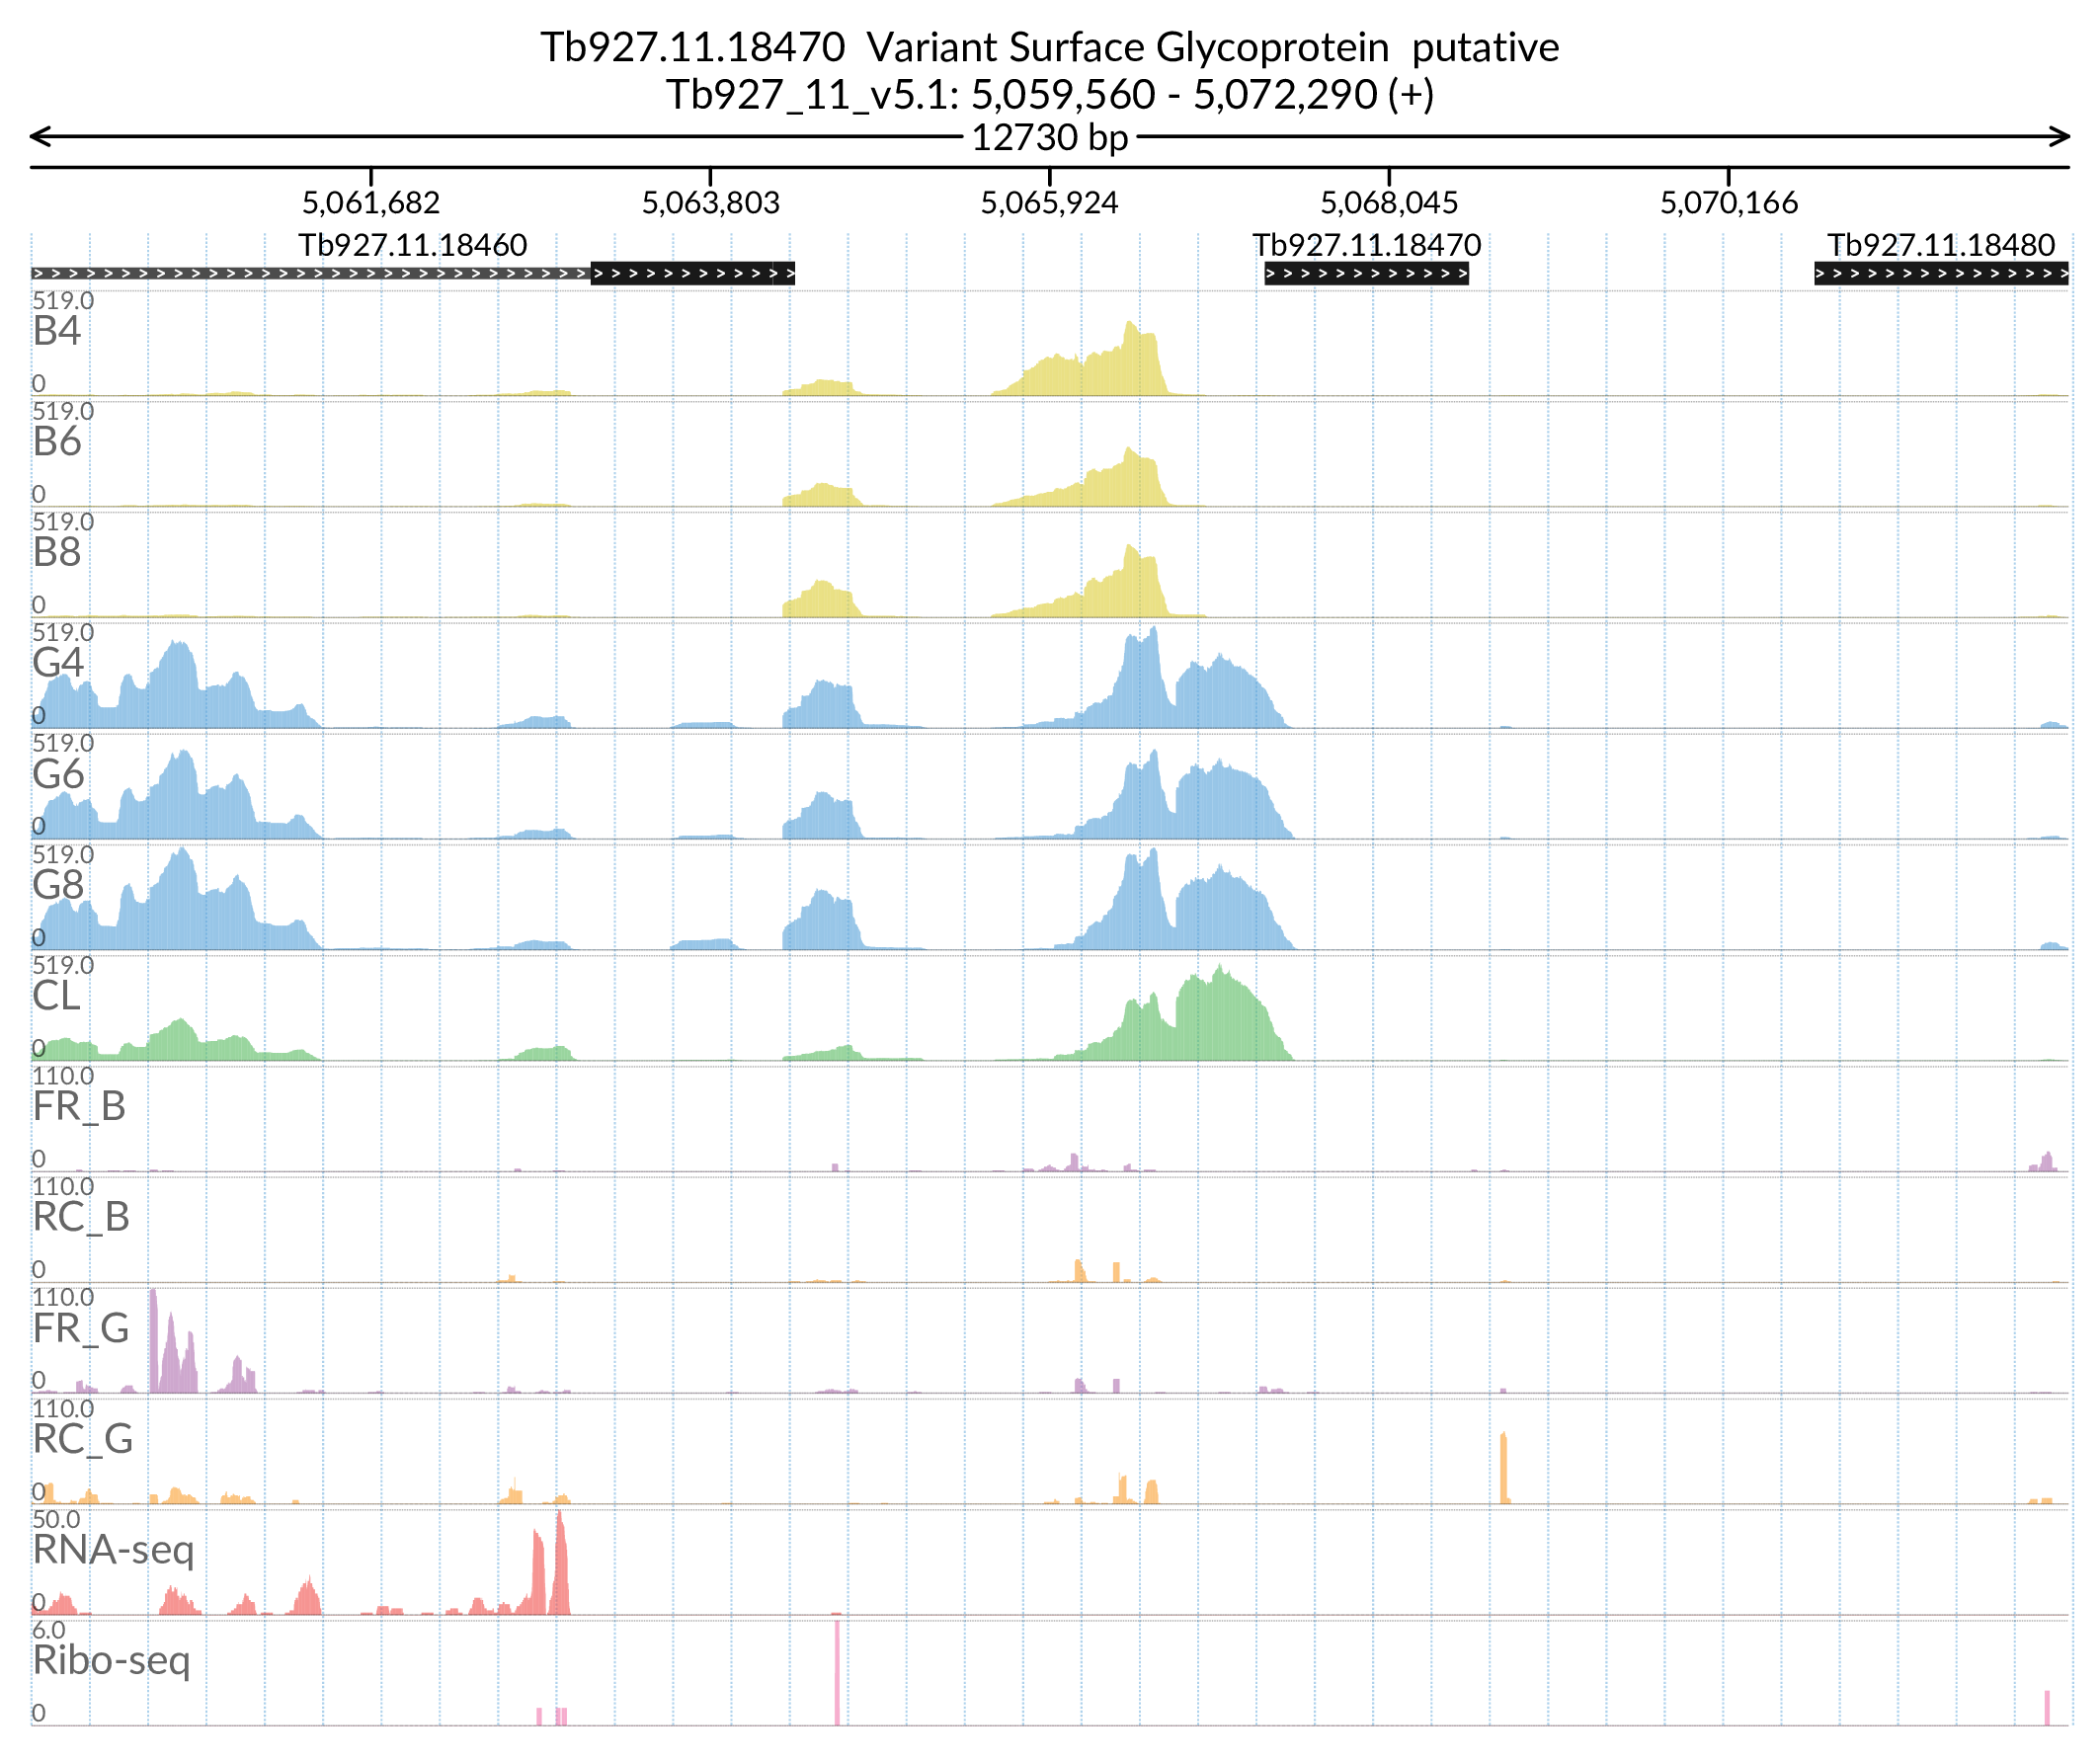 Tb927.11.18470 Variant Surface Glycoprotein putative
Tb927_11_v5.1: 5,059,560 - 5,072,290 (+)
12730 bp
5,061,682 5,063,803 5,065,924 5,068,045 5,070,166
Tb927.11.18460 Tb927.11.18470 Tb927.11.18480
519.0
B4
0
519.0
B6
0
519.0
B8
0
519.0
G4
0
519.0
G6
0
519.0
G8
0
519.0
CL
0
110.0
FR_B
0
110.0
RC_B
0
110.0
FR_G
0
110.0
RC_G
0
50.0
RNA-seq
0
6.0
Ribo-seq
0